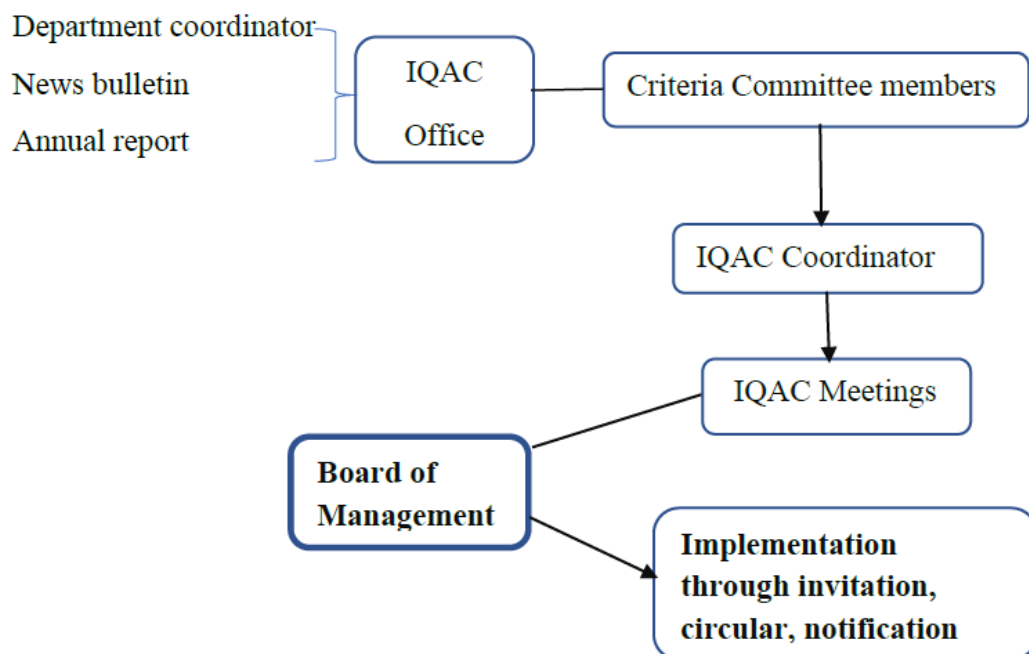 Department coordinator
News bulletin
Annual report
IQAC
Office
Criteria Committee members
IQAC Coordinator
IQAC Meetings
Board of
Management
Implementation
through invitation,
circular, notification